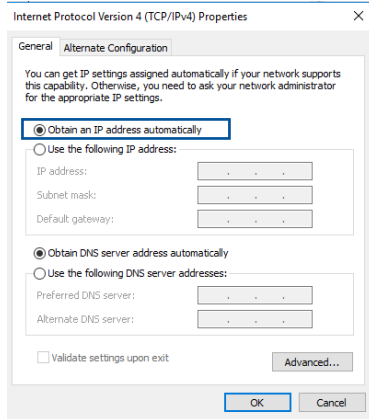 Internet Protocol Version 4 (TCP/IPv4) Properties
General Alternate Configuration
You can get IP settings assigned automatically if your network supports
this capability. Otherwise, you need to ask your network administrator
for the appropriate IP settings.
Obtain an IP address automatically
Use the following IP address:
IP address:
Subnet mask:
Default gateway:
Obtain DNS server address automatically
Use the following DNS server addresses:
Preferred DNS server:
Alternate DNS server:
Validate settings upon exit
Advanced...
OK Cancel